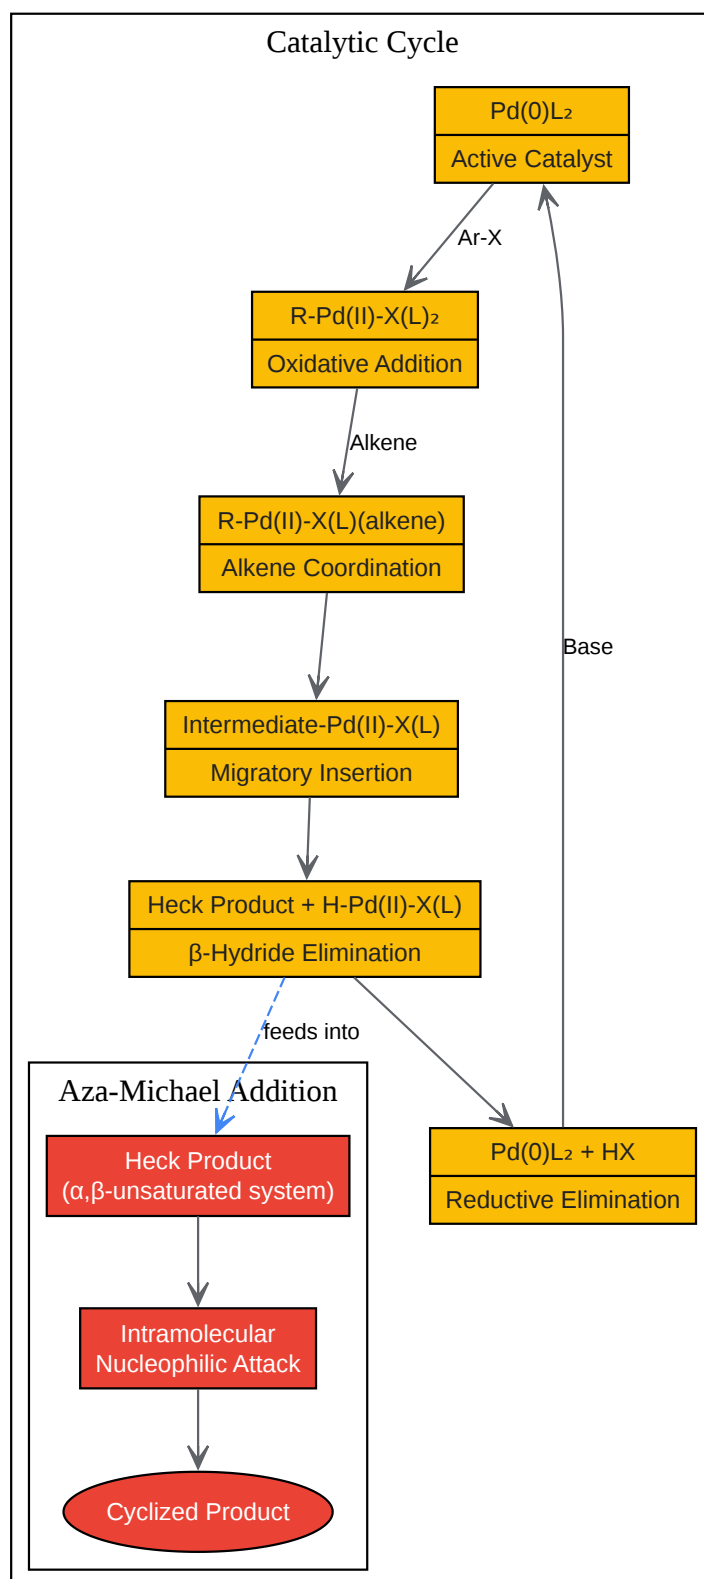 Catalytic Cycle
Pd(0)L₂
Active Catalyst
Ar-X
R-Pd(II)-X(L)₂
Oxidative Addition
Alkene
R-Pd(II)-X(L)(alkene)
Alkene Coordination
Base
Intermediate-Pd(II)-X(L)
Migratory Insertion
Heck Product + H-Pd(II)-X(L)
β-Hydride Elimination
feeds into
Aza-Michael Addition
Heck Product
(α,β-unsaturated system)
Pd(0)L₂ + HX
Reductive Elimination
Intramolecular
Nucleophilic Attack
Cyclized Product